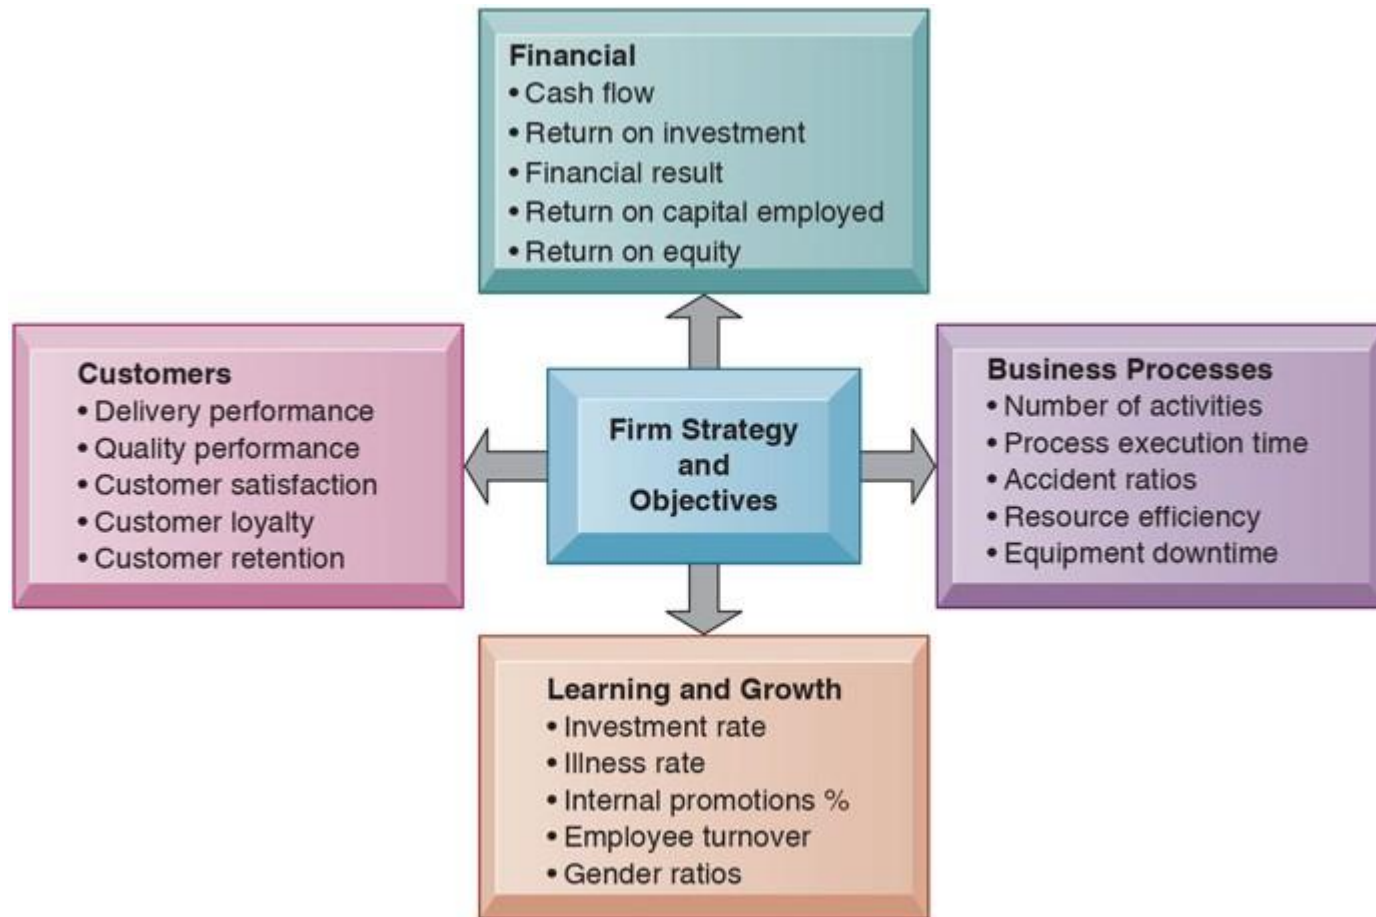 Financial
• Cash flow
• Return on investment
• Financial result
• Return on capital employed
• Return on equity
Customers
• Delivery performance
• Quality performance
• Customer satisfaction
• Customer loyalty
• Customer retention
Firm Strategy
and
Objectives
Business Processes
• Number of activities
• Process execution time
• Accident ratios
• Resource efficiency
• Equipment downtime
Learning and Growth
• Investment rate
• Illness rate
• Internal promotions %
• Employee turnover
• Gender ratios